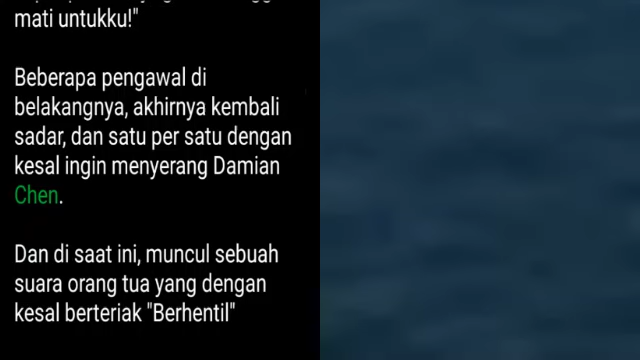 mati untukku!"
Beberapa pengawal di
belakangnya, akhirnya kembali
sadar, dan satu per satu dengan
kesal ingin menyerang Damian
Chen.
Dan di saat ini, muncul sebuah
suara orang tua yang dengan
kesal berteriak "Berhentil"